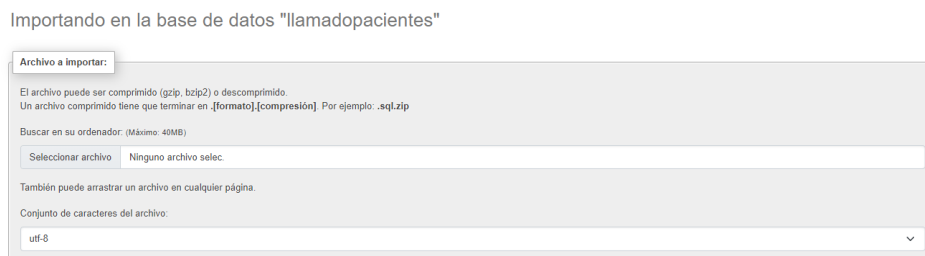 Importando en la base de datos "llamadopacientes"
Archivo a importar:
El archivo puede ser comprimido (gzip, bzip2) o descomprimido.
Un archivo comprimido tiene que terminar en .[formato].[compresión]. Por ejemplo: .sql.zip
Buscar en su ordenador: (Máximo: 40MB)
Seleccionar archivo Ninguno archivo selec.
También puede arrastrar un archivo en cualquier página.
Conjunto de caracteres del archivo:
utf-8